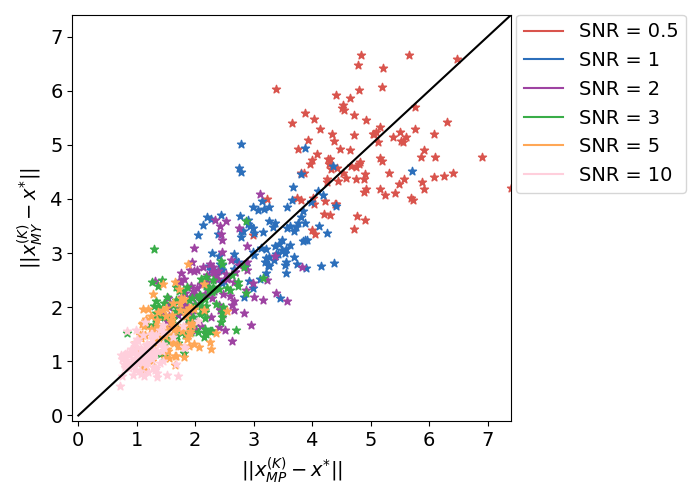 7
6
5
4
3
2
1
0
||x_{MY}^{(K)} − x^*||
0 1 2 3 4 5 6 7
||x_{MP}^{(K)} − x^*||
SNR = 0.5
SNR = 1
SNR = 2
SNR = 3
SNR = 5
SNR = 10